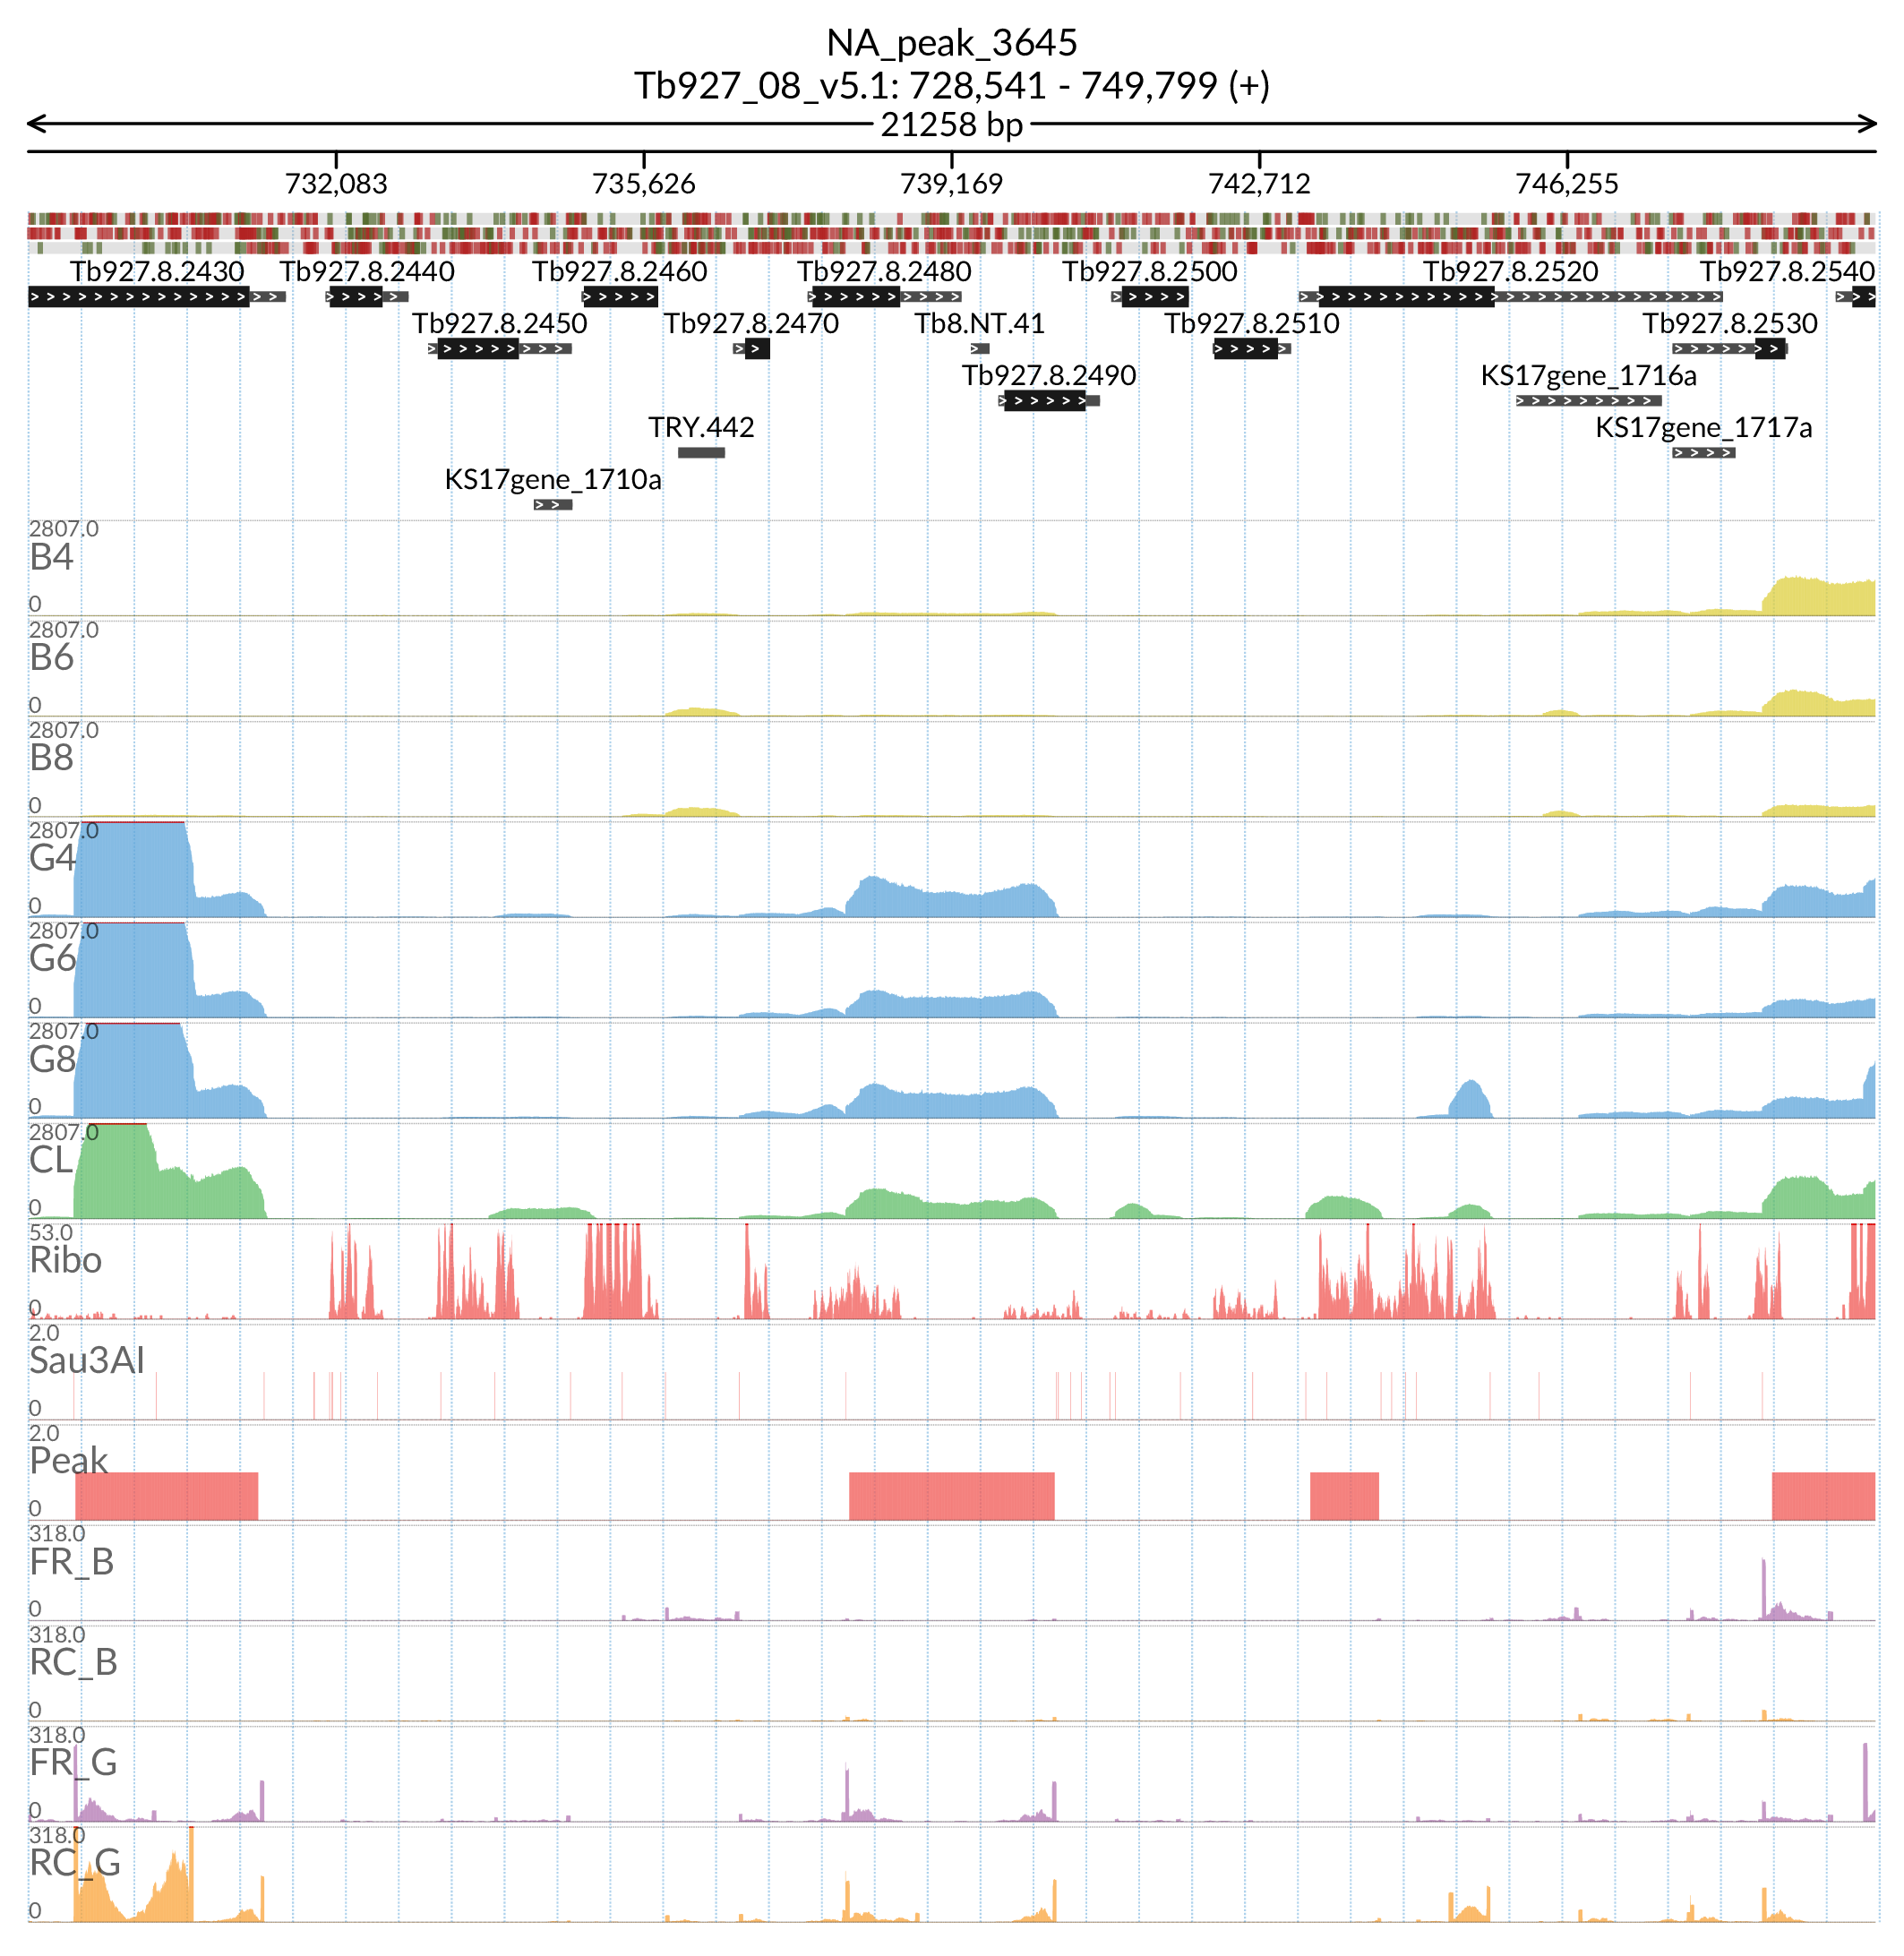 NA_peak_3645
Tb927_08_v5.1: 728,541 - 749,799 (+)
21258 bp
732,083 735,626 739,169 742,712 746,255
Tb927.8.2430 Tb927.8.2440 Tb927.8.2460 Tb927.8.2480 Tb927.8.2500 Tb927.8.2520 Tb927.8.2540
Tb927.8.2450 Tb927.8.2470 Tb8.NT.41 Tb927.8.2510 Tb927.8.2530
Tb927.8.2490 KS17gene_1716a
TRY.442 KS17gene_1717a
KS17gene_1710a
2807.0
B4
0
2807.0
B6
0
2807.0
B8
0
2807.0
G4
0
2807.0
G6
0
2807.0
G8
0
2807.0
CL
0
53.0
Ribo
0
2.0
Sau3AI
0
2.0
Peak
0
318.0
FR_B
0
318.0
RC_B
0
318.0
FR_G
0
318.0
RC_G
0